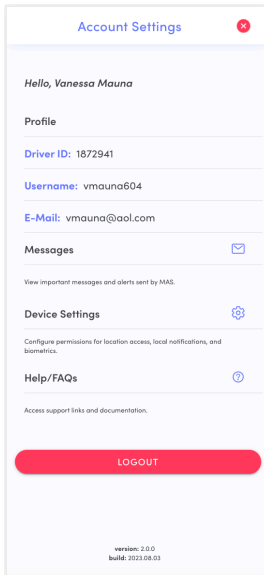 Account Settings
Hello, Vanessa Mauna
Profile
Driver ID: 1872941
Username: vmauna604
E-Mail: vmauna@aol.com
Messages
View important messages and alerts sent by MAS.
Device Settings
Configure permissions for location access, local notifications, and
biometrics.
Help/FAQs
Access support links and documentation.
LOGOUT
version: 2.0.0
build: 2023.08.03